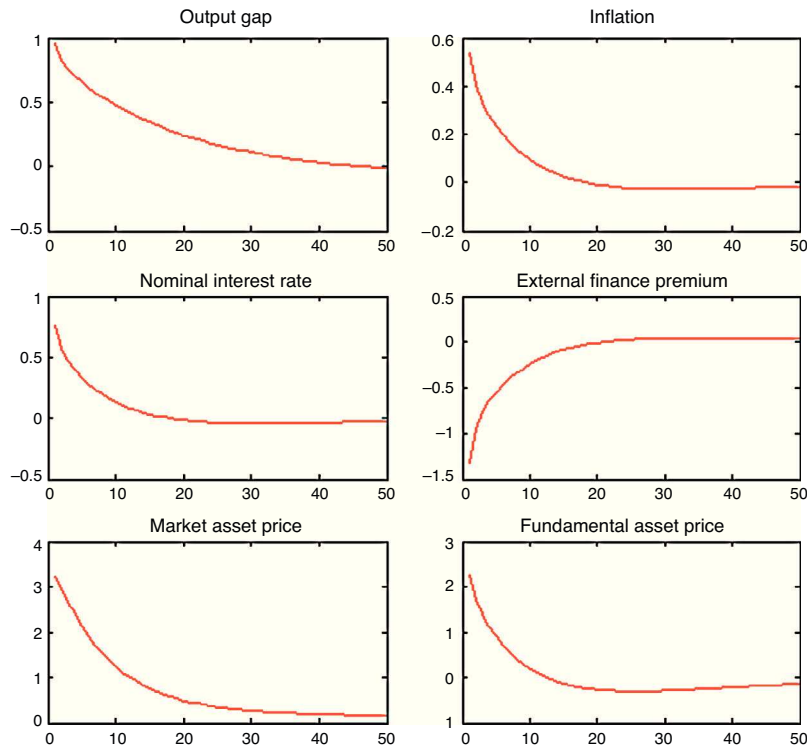 Output gap
1
0.5
0
−0.5
0 10 20 30 40 50
Inflation
0.6
0.4
0.2
0
−0.2
0 10 20 30 40 50
Nominal interest rate
1
0.5
0
−0.5
0 10 20 30 40 50
External finance premium
0.5
0
−0.5
−1
−1.5
0 10 20 30 40 50
Market asset price
4
3
2
1
0
0 10 20 30 40 50
Fundamental asset price
3
2
1
0
1
0 10 20 30 40 50